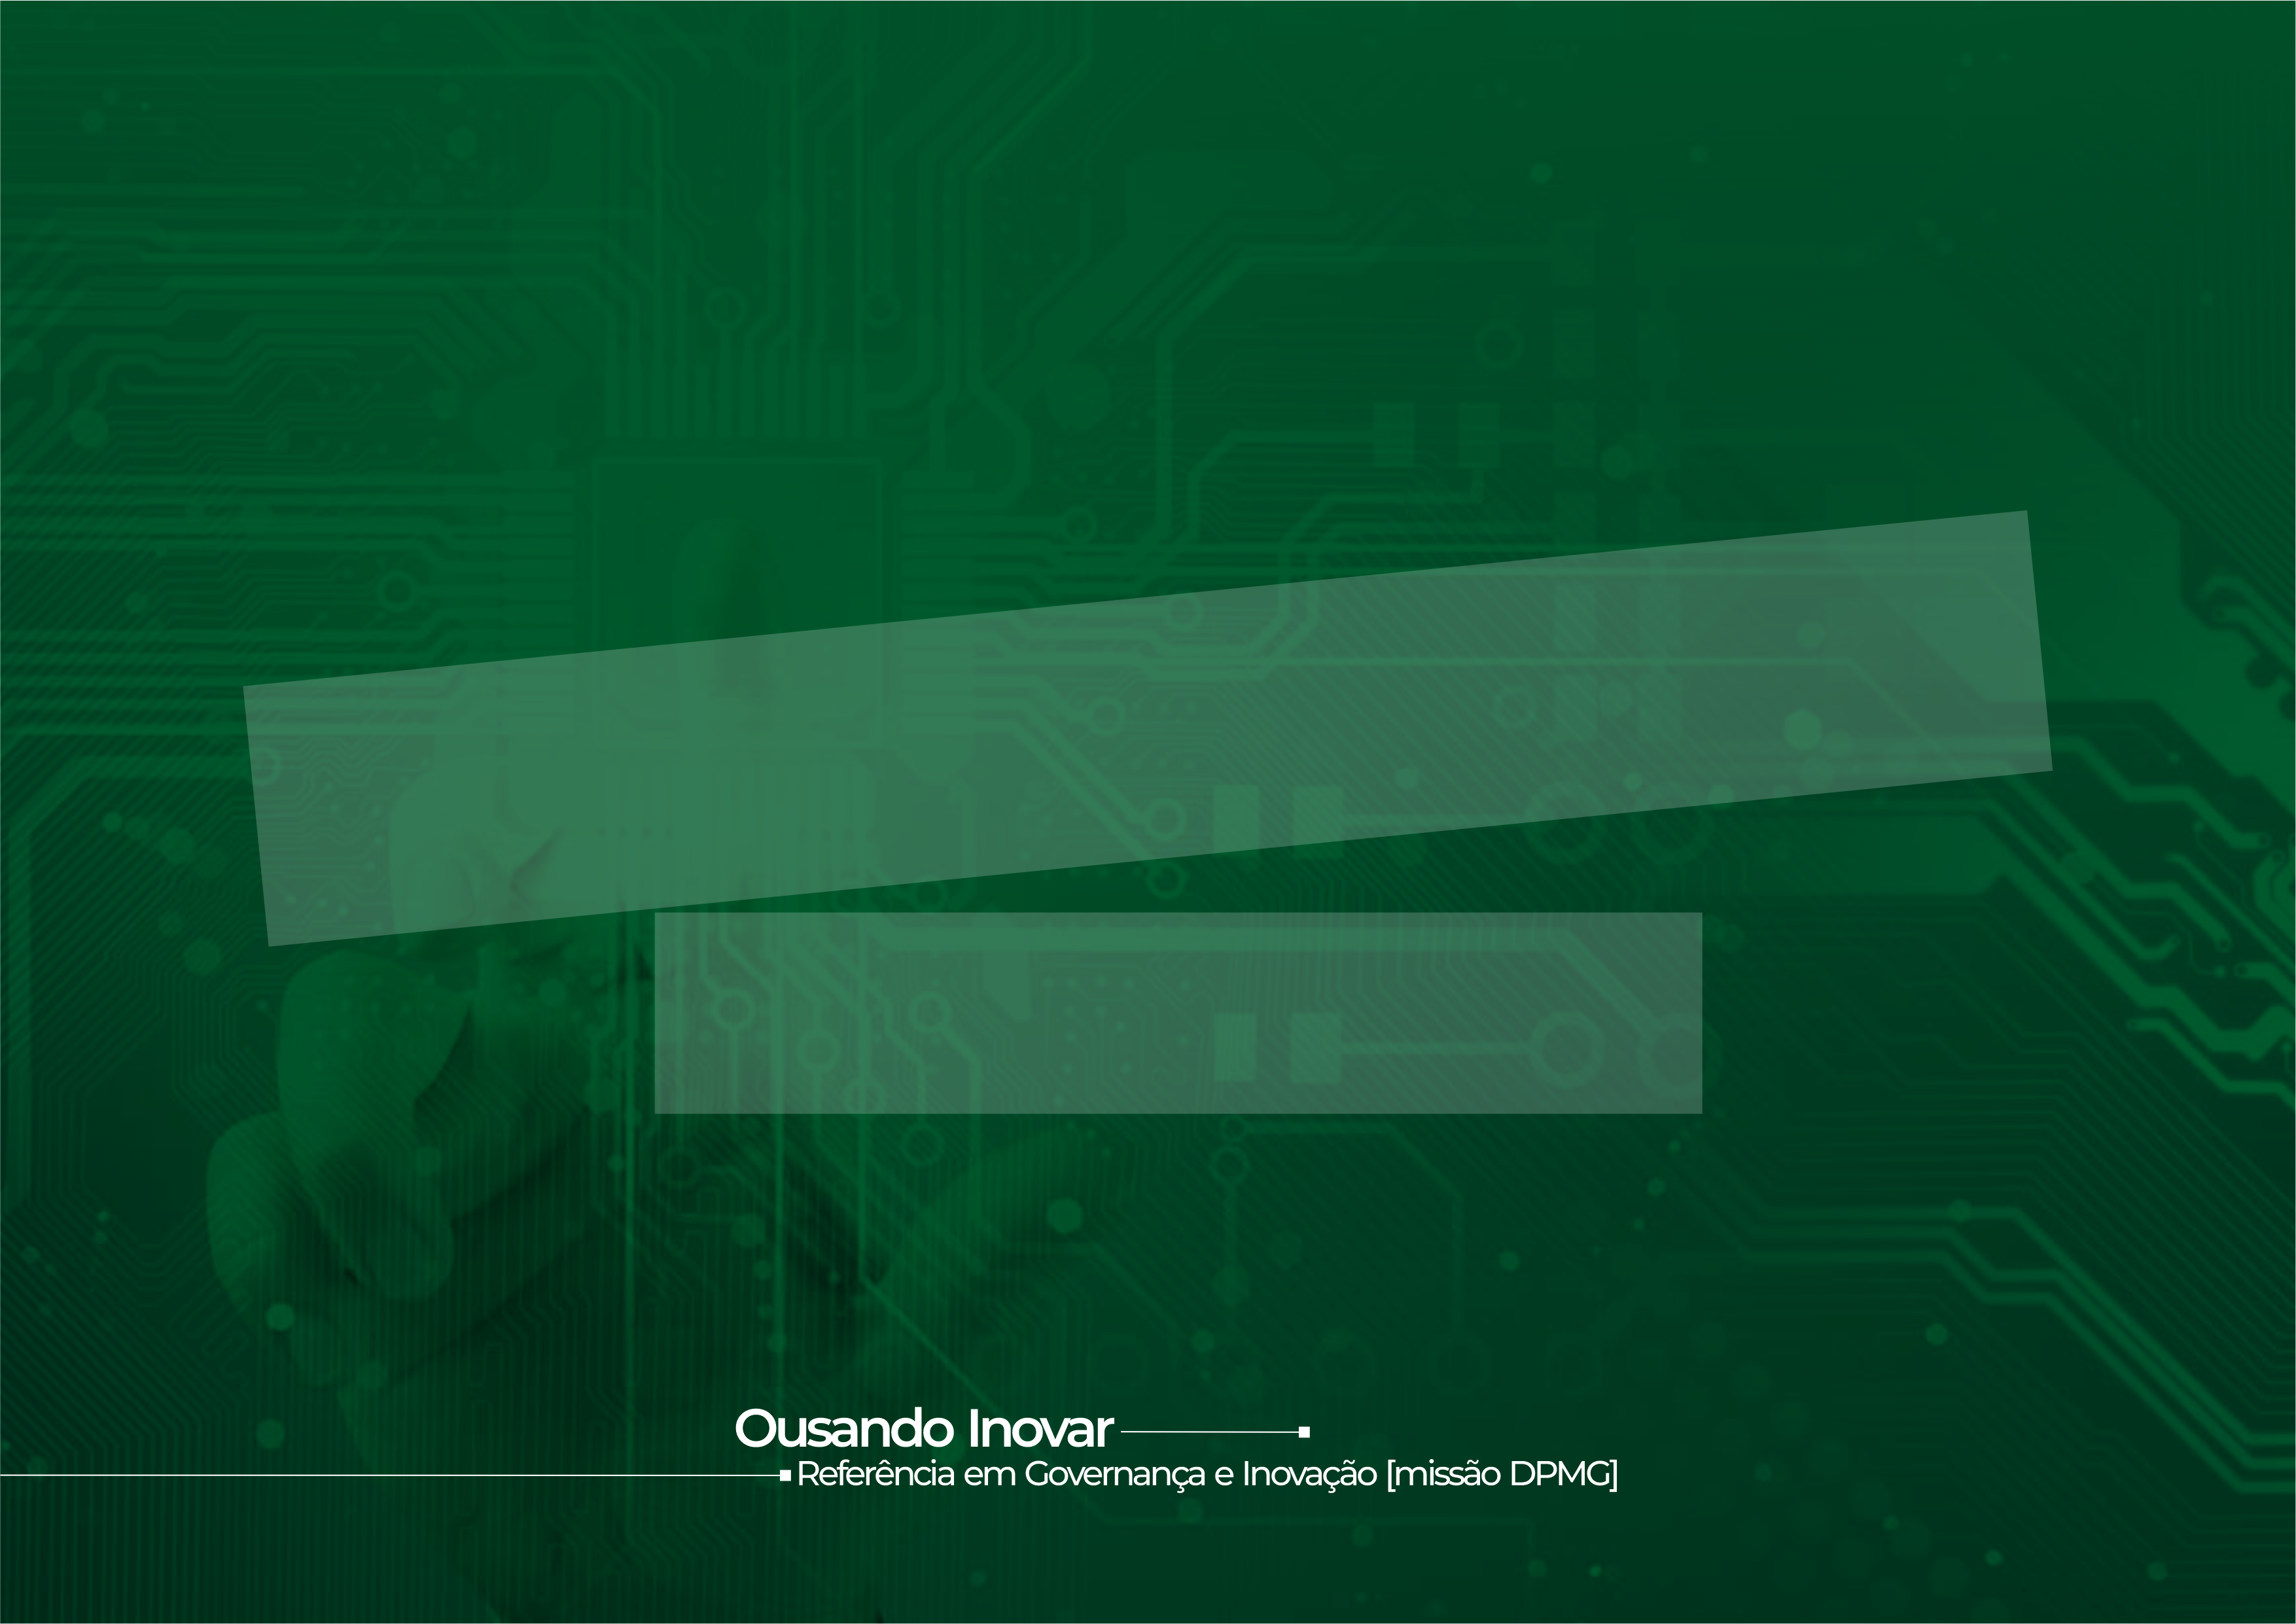 Ousando Inovar
Referência em Governança e Inovação [missão DPMG]